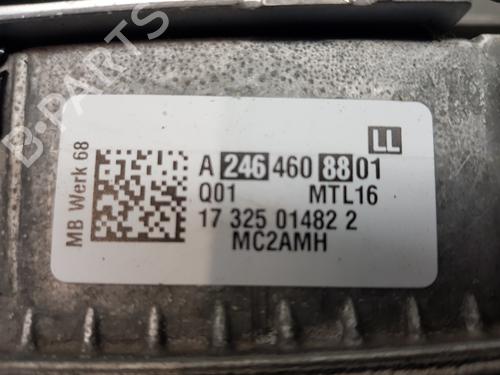 B-PARTS
LL
MB Werk 68
A 246 460 88 01
Q01 MTL16
17 325 01482 2
MC2AMH